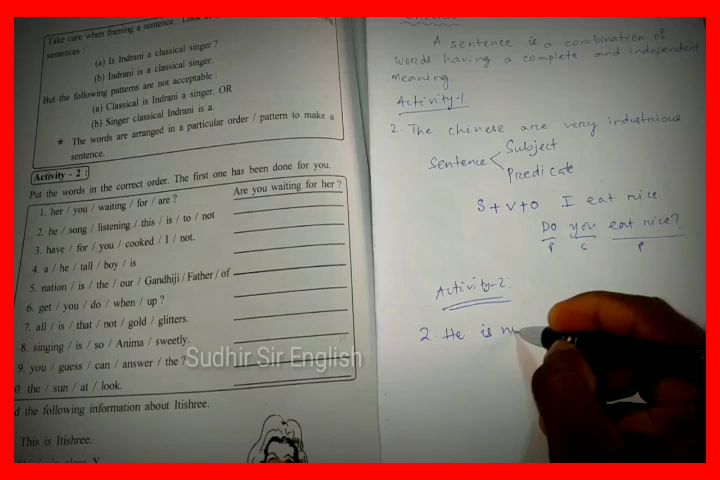 Take care when framing a sentence :
sentences :
(a) Is Indrani a classical singer ?
(b) Indrani is a classical singer.
But the following patterns are not acceptable :
(a) Classical is Indrani a singer. OR
(b) Singer classical Indrani is a.
* The words are arranged in a particular order / pattern to make a
sentence.
Activity - 2 :
Put the words in the correct order. The first one has been done for you.
1. her / you / waiting / for / are ? Are you waiting for her ?
2. he / song / listening / this / is / to / not
3. have / for / you / cooked / I / not.
4. a / he / tall / boy / is
5. nation / is / the / our / Gandhiji / Father / of
6. get / you / do / when / up ?
7. all / is / that / not / gold / glitters.
8. singing / is / so / Anima / sweetly.
9. you / guess / can / answer / the ?
0. the / sun / at / look.
d the following information about Itishree.
This is Itishree.
A sentence is a combination of
words having a complete and independent
meaning.
Activity-1
2. The chinese are very industrious
Sentence
Subject
Predicate
S + V + O I eat rice
Do you eat rice?
P S P
Activity-2:
2. He is n
Sudhir Sir English